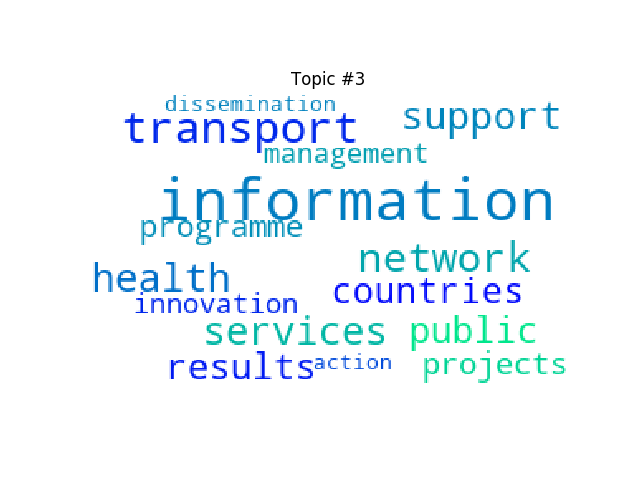 Topic #3
dissemination
support
transport
management
information
programme
network
health
countries
innovation
services
public
results
action
projects